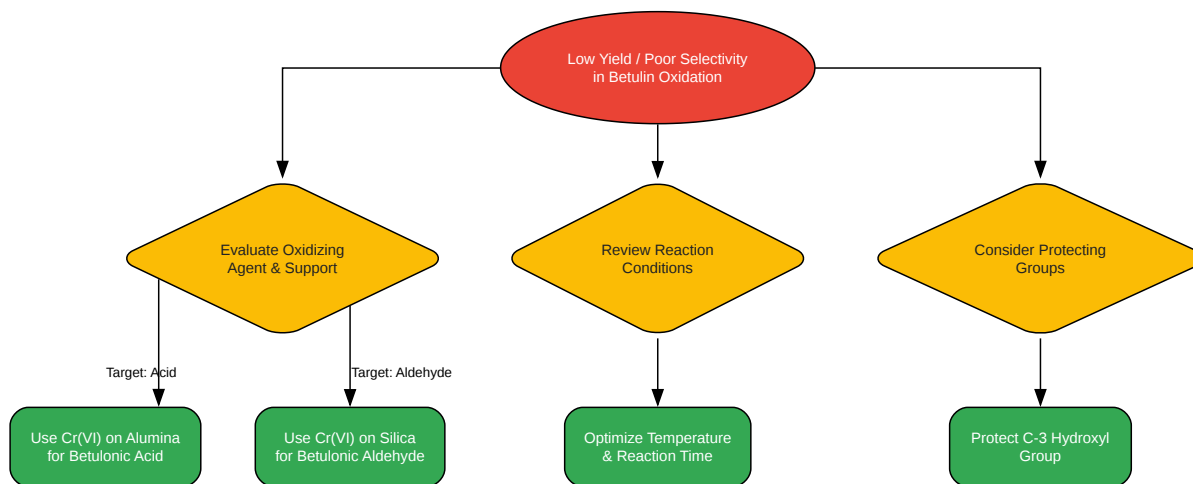 Low Yield / Poor Selectivity
in Betulin Oxidation
Evaluate Oxidizing
Agent & Support
Review Reaction
Conditions
Consider Protecting
Groups
Target: Acid
Target: Aldehyde
Use Cr(VI) on Alumina
for Betulonic Acid
Use Cr(VI) on Silica
for Betulonic Aldehyde
Optimize Temperature
& Reaction Time
Protect C-3 Hydroxyl
Group